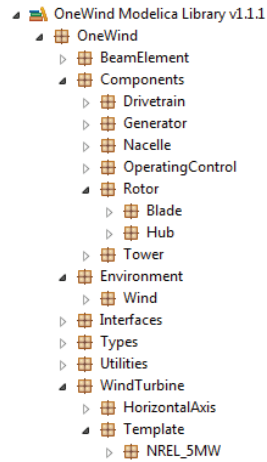 OneWind Modelica Library v1.1.1
OneWind
BeamElement
Components
Drivetrain
Generator
Nacelle
OperatingControl
Rotor
Blade
Hub
Tower
Environment
Wind
Interfaces
Types
Utilities
WindTurbine
HorizontalAxis
Template
NREL_5MW